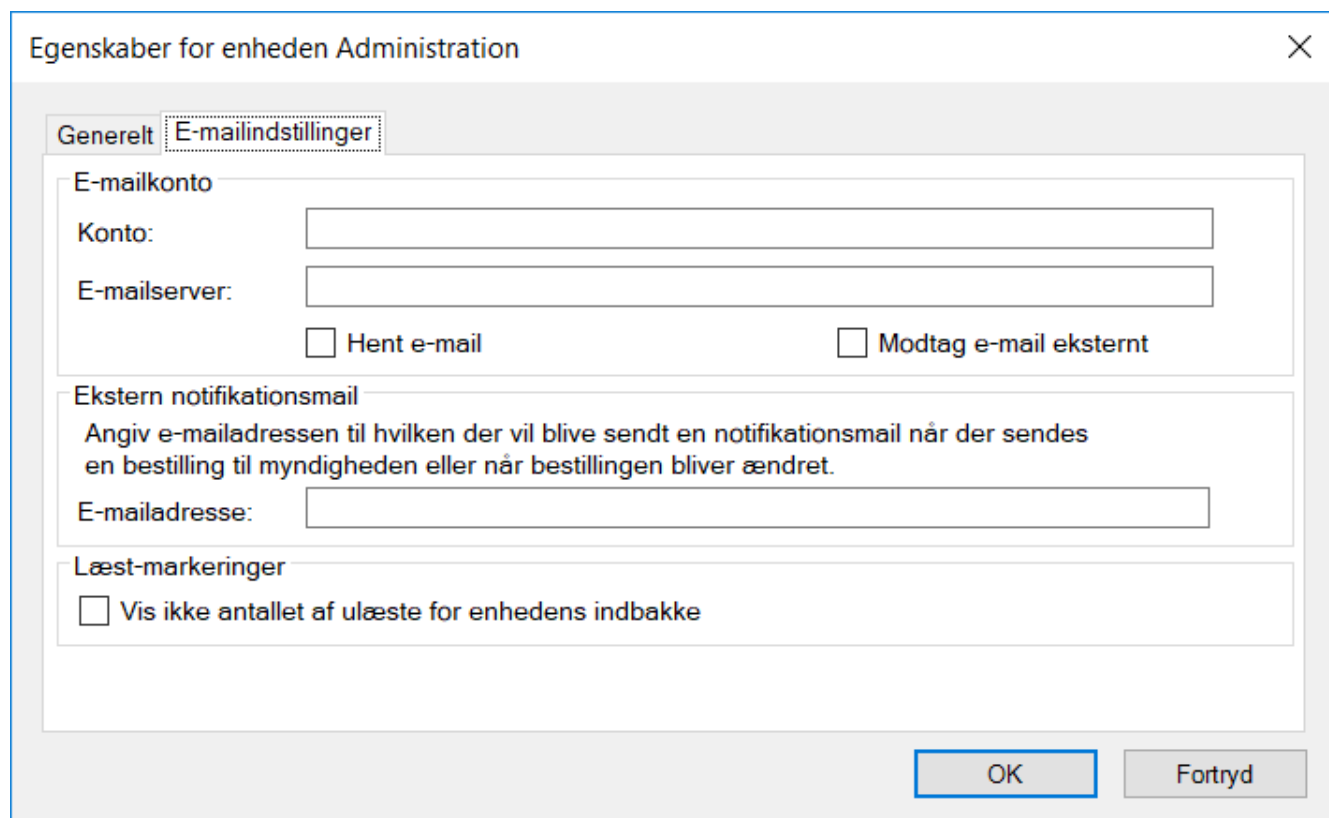 Egenskaber for enheden Administration
Generelt
E-mailindstillinger
E-mailkonto
Konto:
E-mailserver:
Hent e-mail
Modtag e-mail eksternt
Ekstern notifikationsmail
Angiv e-mailadressen til hvilken der vil blive sendt en notifikationsmail når der sendes
en bestilling til myndigheden eller når bestillingen bliver ændret.
E-mailadresse:
Læst-markeringer
Vis ikke antallet af ulæste for enhedens indbakke
OK
Fortryd